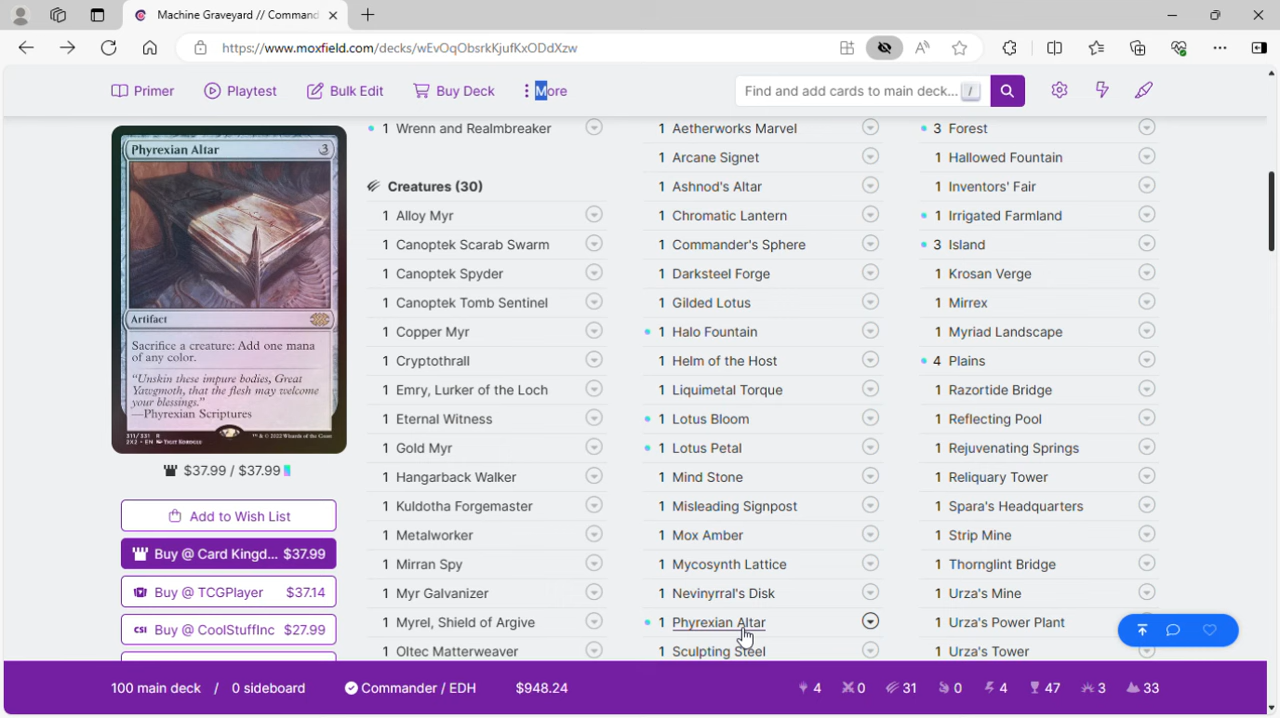 Machine Graveyard // Command
https://www.moxfield.com/decks/wEvOqObsrkKjufKxODdXzw
Primer
Playtest
Bulk Edit
Buy Deck
More
Find and add cards to main deck...
/
Phyrexian Altar 3
Artifact
Sacrifice a creature: Add one mana
of any color.
"Unskin these impure bodies, Great
Yawgmoth, that the flesh may welcome
your blessings."
—Phyrexian Scriptures
311/331 R
$37.99 / $37.99
Add to Wish List
Buy @ Card Kingd... $37.99
Buy @ TCGPlayer $37.14
CSI Buy @ CoolStuffInc $27.99
1 Wrenn and Realmbreaker
Creatures (30)
1 Alloy Myr
1 Canoptek Scarab Swarm
1 Canoptek Spyder
1 Canoptek Tomb Sentinel
1 Copper Myr
1 Cryptothrall
1 Emry, Lurker of the Loch
1 Eternal Witness
1 Gold Myr
1 Hangarback Walker
1 Kuldotha Forgemaster
1 Metalworker
1 Mirran Spy
1 Myr Galvanizer
1 Myrel, Shield of Argive
1 Oltec Matterweaver
1 Aetherworks Marvel
1 Arcane Signet
1 Ashnod's Altar
1 Chromatic Lantern
1 Commander's Sphere
1 Darksteel Forge
1 Gilded Lotus
1 Halo Fountain
1 Helm of the Host
1 Liquimetal Torque
1 Lotus Bloom
1 Lotus Petal
1 Mind Stone
1 Misleading Signpost
1 Mox Amber
1 Mycosynth Lattice
1 Nevinyrral's Disk
1 Phyrexian Altar
1 Sculpting Steel
3 Forest
1 Hallowed Fountain
1 Inventors' Fair
1 Irrigated Farmland
3 Island
1 Krosan Verge
1 Mirrex
1 Myriad Landscape
4 Plains
1 Razortide Bridge
1 Reflecting Pool
1 Rejuvenating Springs
1 Reliquary Tower
1 Spara's Headquarters
1 Strip Mine
1 Thornglint Bridge
1 Urza's Mine
1 Urza's Power Plant
1 Urza's Tower
100 main deck / 0 sideboard
Commander / EDH
$948.24
4 0 31 0 4 47 3 33